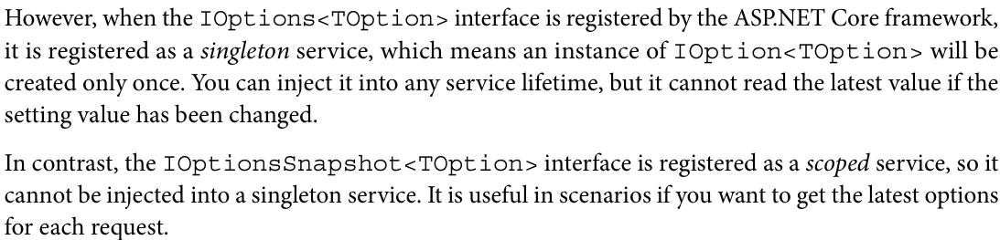 However, when the IOptions<TOption> interface is registered by the ASP.NET Core framework,
it is registered as a singleton service, which means an instance of IOption<TOption> will be
created only once. You can inject it into any service lifetime, but it cannot read the latest value if the
setting value has been changed.
In contrast, the IOptionsSnapshot<TOption> interface is registered as a scoped service, so it
cannot be injected into a singleton service. It is useful in scenarios if you want to get the latest options
for each request.